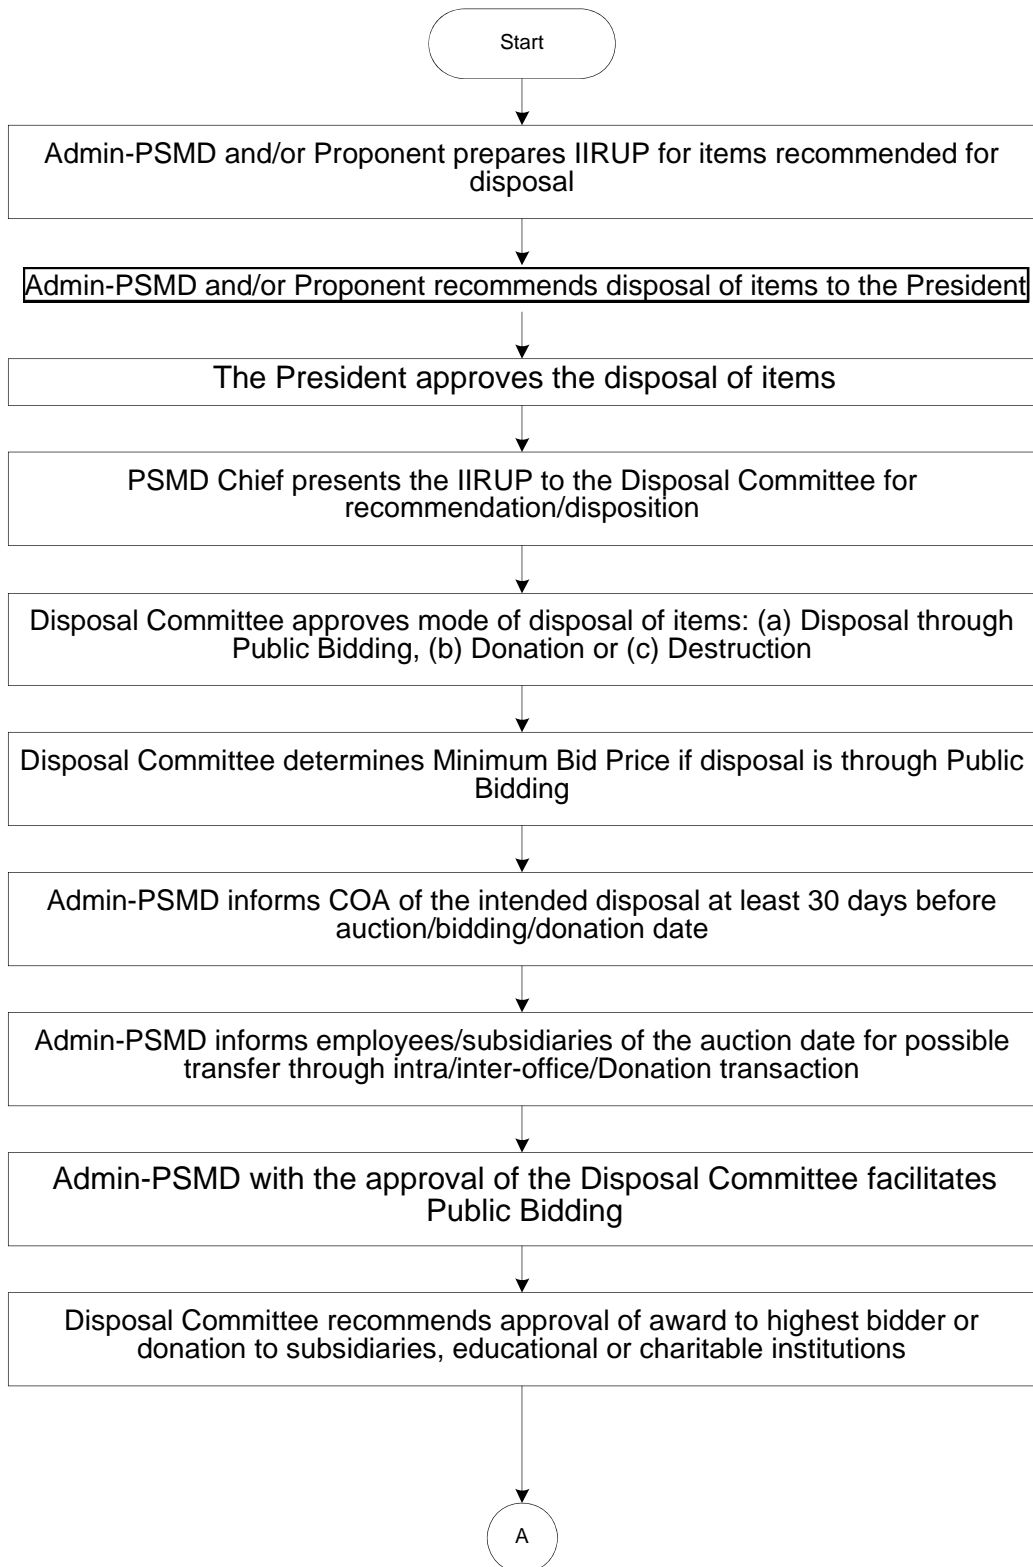 Start
Admin-PSMD and/or Proponent prepares IIRUP for items recommended for
disposal
Admin-PSMD and/or Proponent recommends disposal of items to the President
The President approves the disposal of items
PSMD Chief presents the IIRUP to the Disposal Committee for
recommendation/disposition
Disposal Committee approves mode of disposal of items: (a) Disposal through
Public Bidding, (b) Donation or (c) Destruction
Disposal Committee determines Minimum Bid Price if disposal is through Public
Bidding
Admin-PSMD informs COA of the intended disposal at least 30 days before
auction/bidding/donation date
Admin-PSMD informs employees/subsidiaries of the auction date for possible
transfer through intra/inter-office/Donation transaction
Admin-PSMD with the approval of the Disposal Committee facilitates
Public Bidding
Disposal Committee recommends approval of award to highest bidder or
donation to subsidiaries, educational or charitable institutions
A